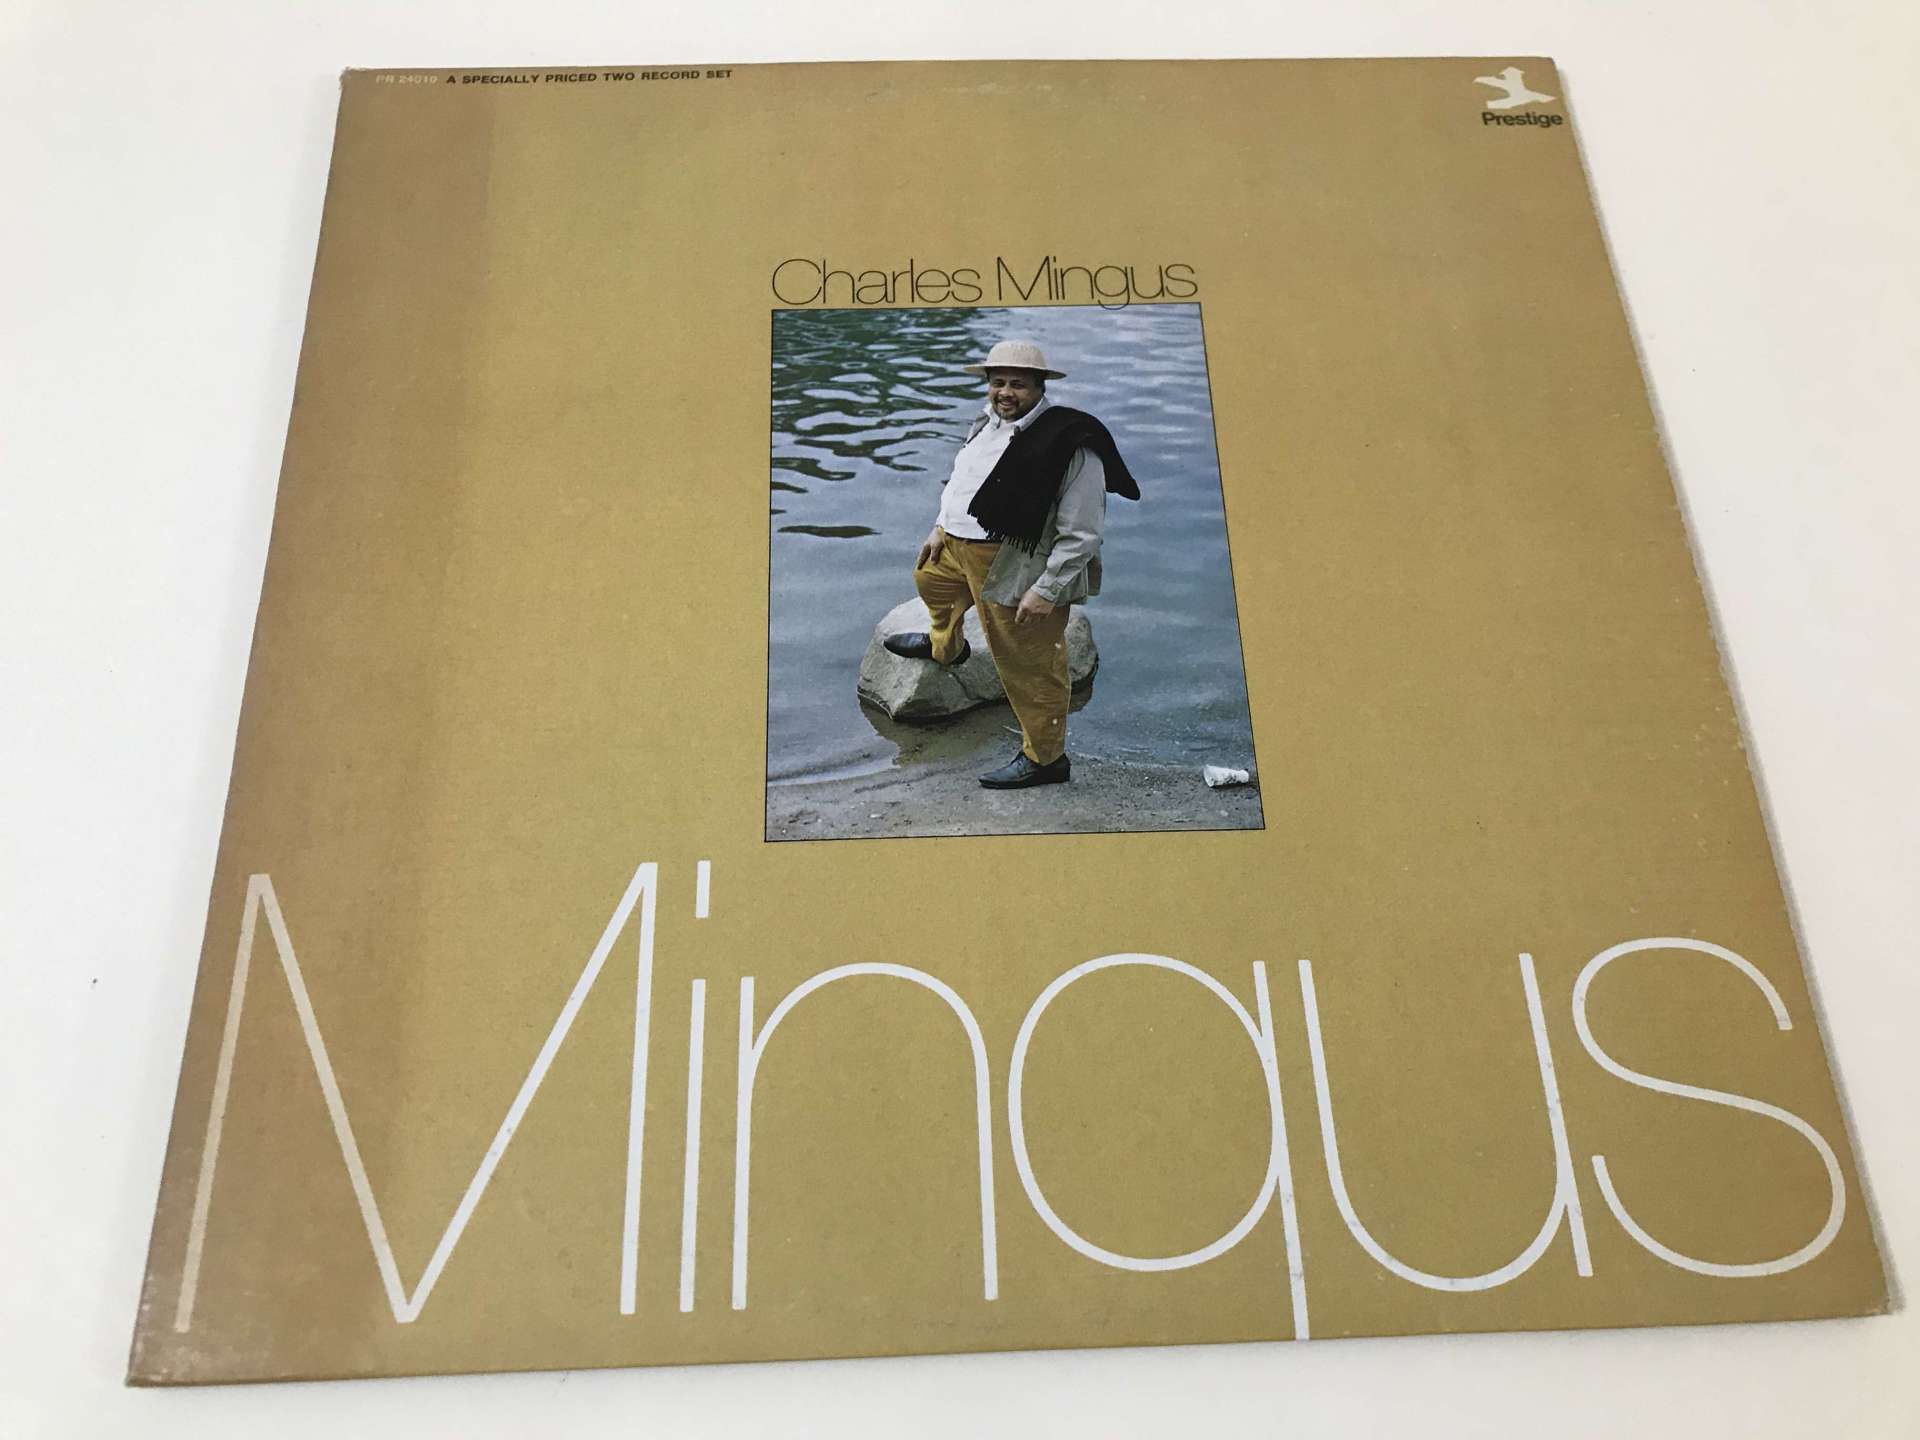 PR 24010 A SPECIALLY PRICED TWO RECORD SET
Prestige
Charles Mingus
Mingus